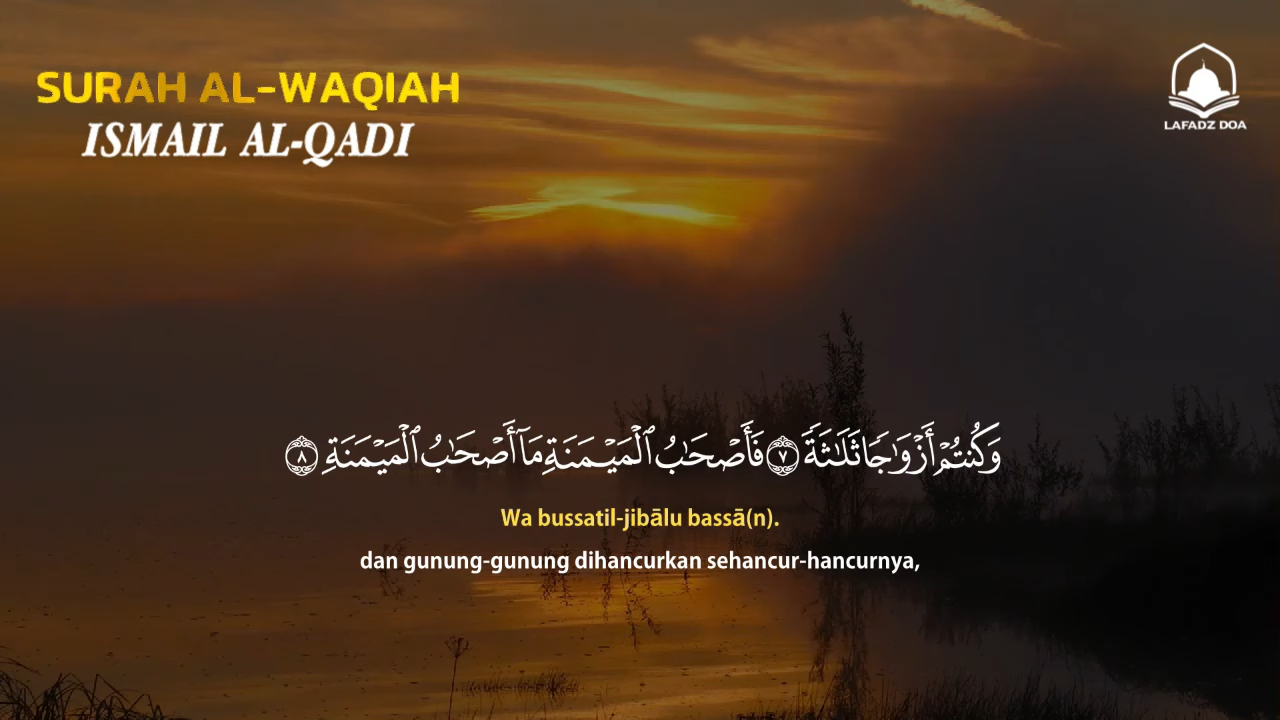 SURAH AL-WAQIAH
ISMAIL AL-QADI
LAFADZ DOA
وَكُنتُمْ أَزْوَٰجًا ثَلَٰثَةً ٧ فَأَصْحَٰبُ ٱلْمَيْمَنَةِ مَآ أَصْحَٰبُ ٱلْمَيْمَنَةِ ٨
Wa bussatil-jibālu bassā(n).
dan gunung-gunung dihancurkan sehancur-hancurnya,